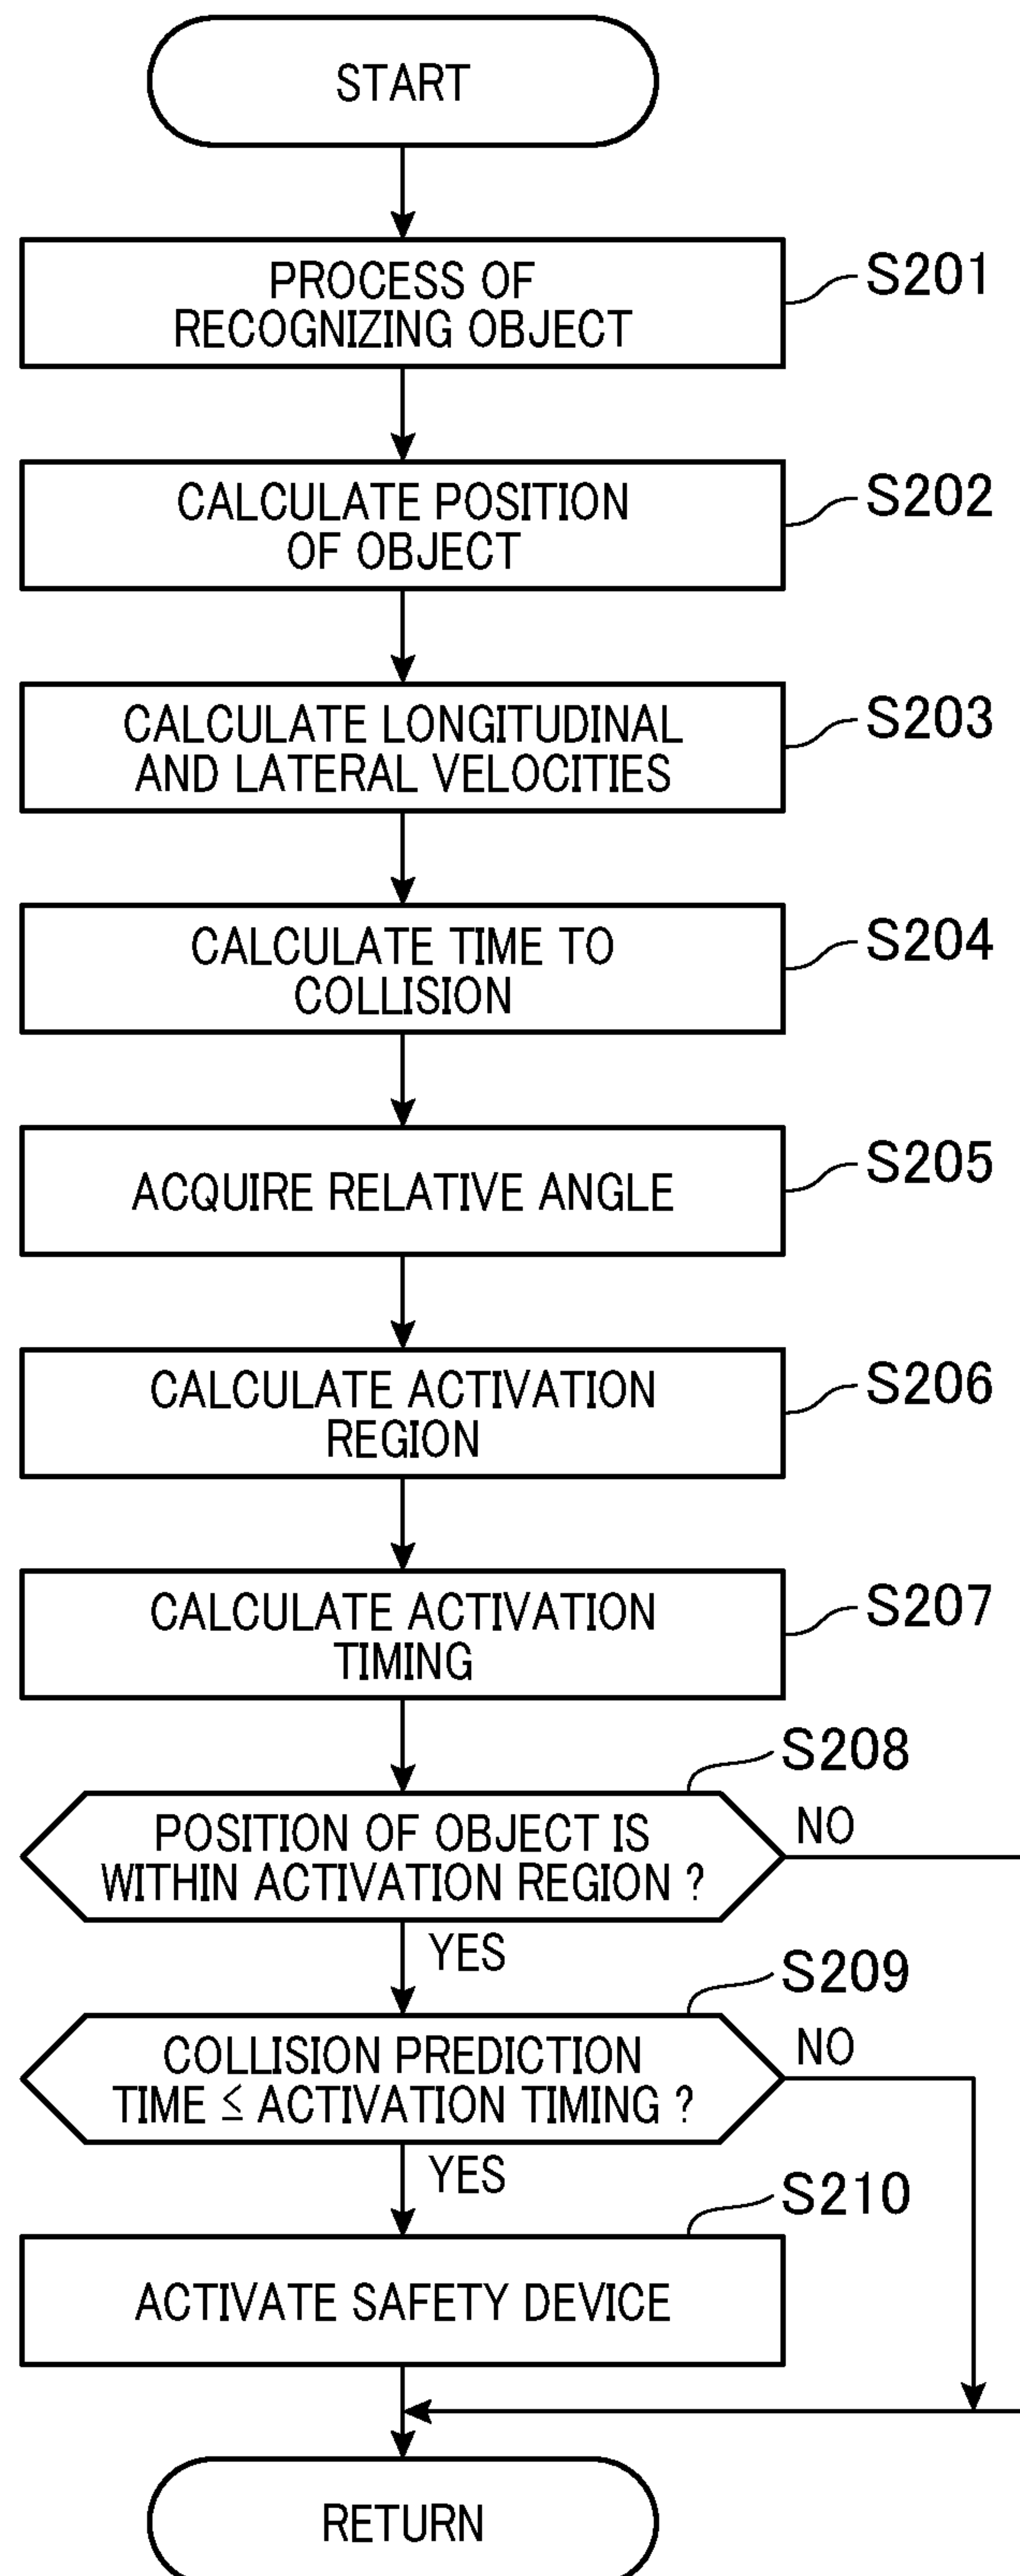 START
PROCESS OF
RECOGNIZING OBJECT
S201
CALCULATE POSITION
OF OBJECT
S202
CALCULATE LONGITUDINAL
AND LATERAL VELOCITIES
S203
CALCULATE TIME TO
COLLISION
S204
ACQUIRE RELATIVE ANGLE
S205
CALCULATE ACTIVATION
REGION
S206
CALCULATE ACTIVATION
TIMING
S207
S208
POSITION OF OBJECT IS
WITHIN ACTIVATION REGION ?
NO
YES
S209
COLLISION PREDICTION
TIME ≦ ACTIVATION TIMING ?
NO
YES
S210
ACTIVATE SAFETY DEVICE
RETURN